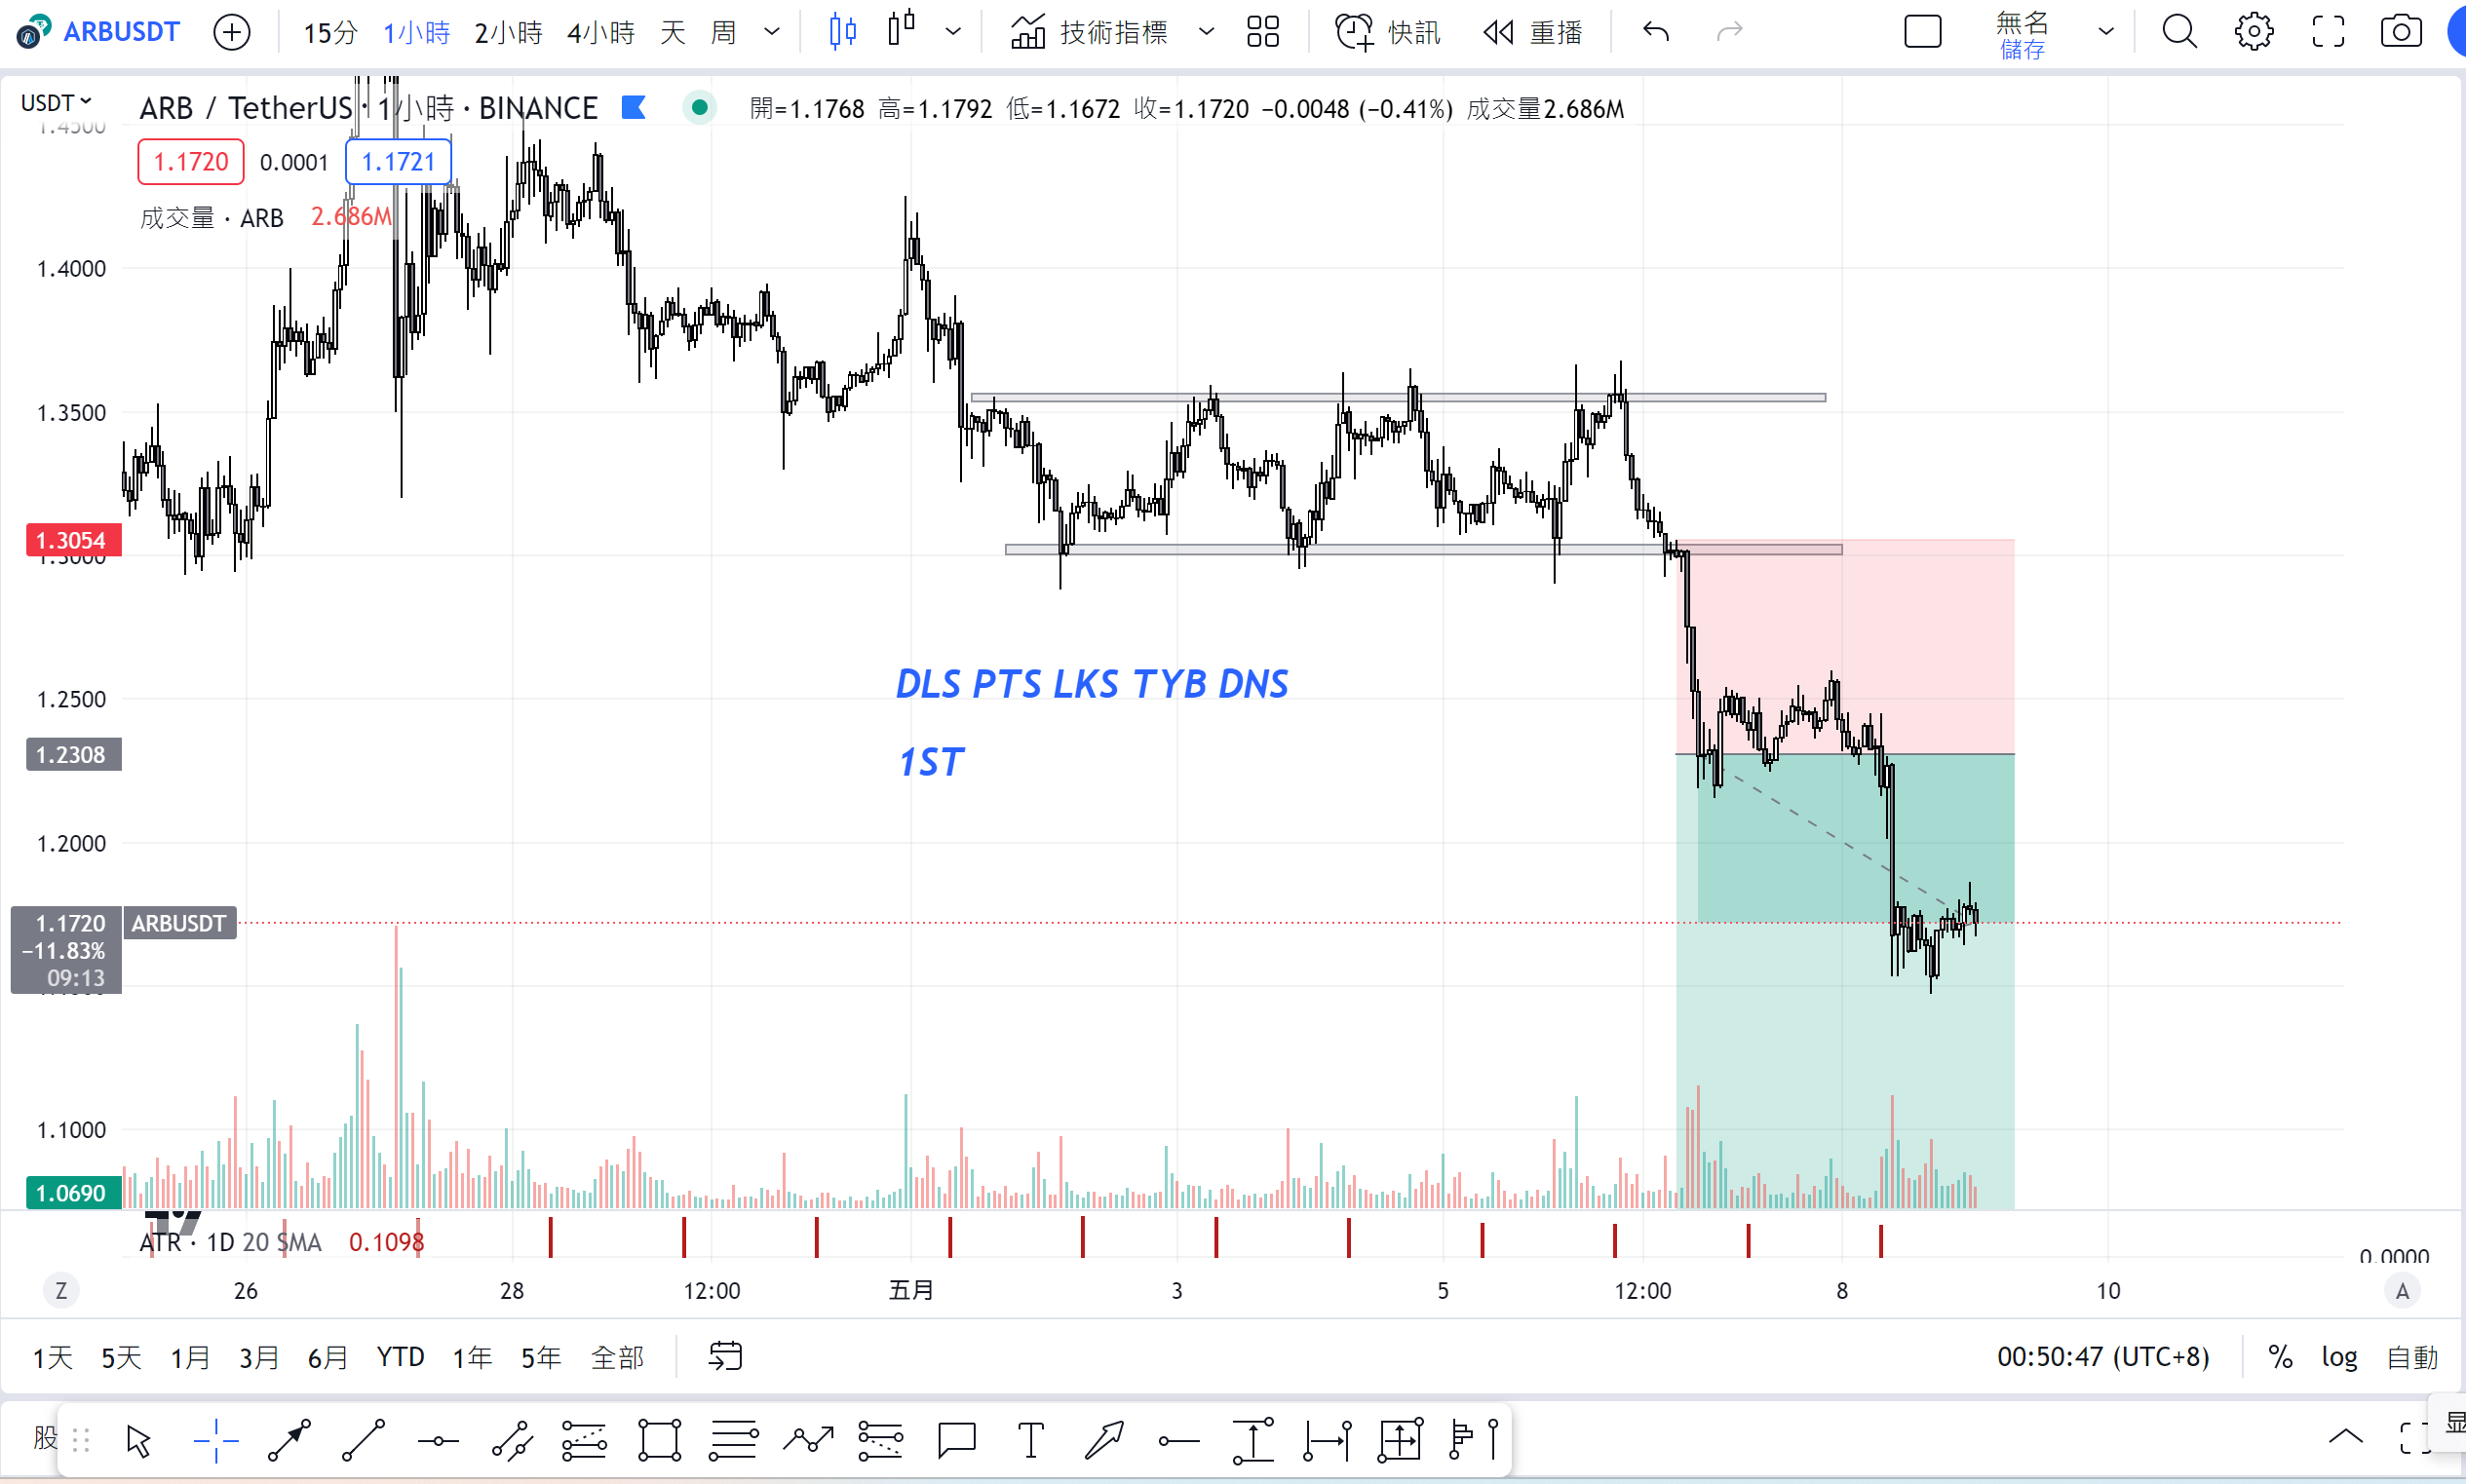 ARBUSDT 15分 1小時 2小時 4小時 天 周 技術指標 快訊 重播 無名 儲存
USDT ARB / TetherUS · 1小時 · BINANCE 開=1.1768 高=1.1792 低=1.1672 收=1.1720 −0.0048 (−0.41%) 成交量2.686M
1.4500
1.1720 0.0001 1.1721
成交量 · ARB 2.686M
1.4000
1.3500
1.3054
1.3000
DLS PTS LKS TYB DNS
1.2500
1.2308
1ST
1.2000
1.1720 ARBUSDT
−11.83%
09:13
1.1000
1.0690
ATR · 1D 20 SMA 0.1098
0.0000
Z 26 28 12:00 五月 3 5 12:00 8 10 A
1天 5天 1月 3月 6月 YTD 1年 5年 全部 00:50:47 (UTC+8) % log 自動
股 T 显